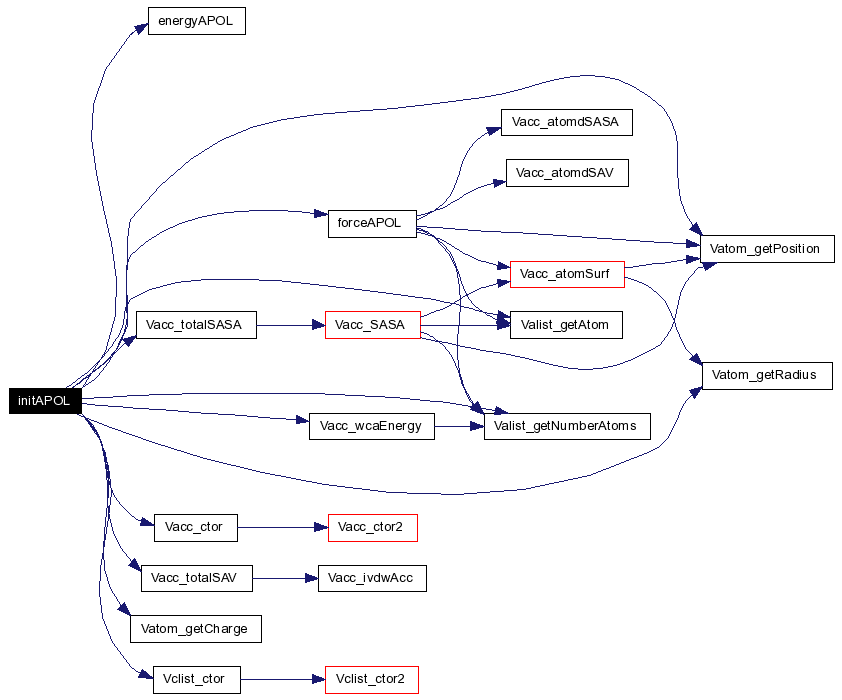 energyAPOL
Vacc_atomdSASA
Vacc_atomdSAV
forceAPOL
Vatom_getPosition
Vacc_atomSurf
Vacc_totalSASA
Vacc_SASA
Valist_getAtom
Vatom_getRadius
initAPOL
Vacc_wcaEnergy
Valist_getNumberAtoms
Vacc_ctor
Vacc_ctor2
Vacc_totalSAV
Vacc_ivdwAcc
Vatom_getCharge
Vclist_ctor
Vclist_ctor2